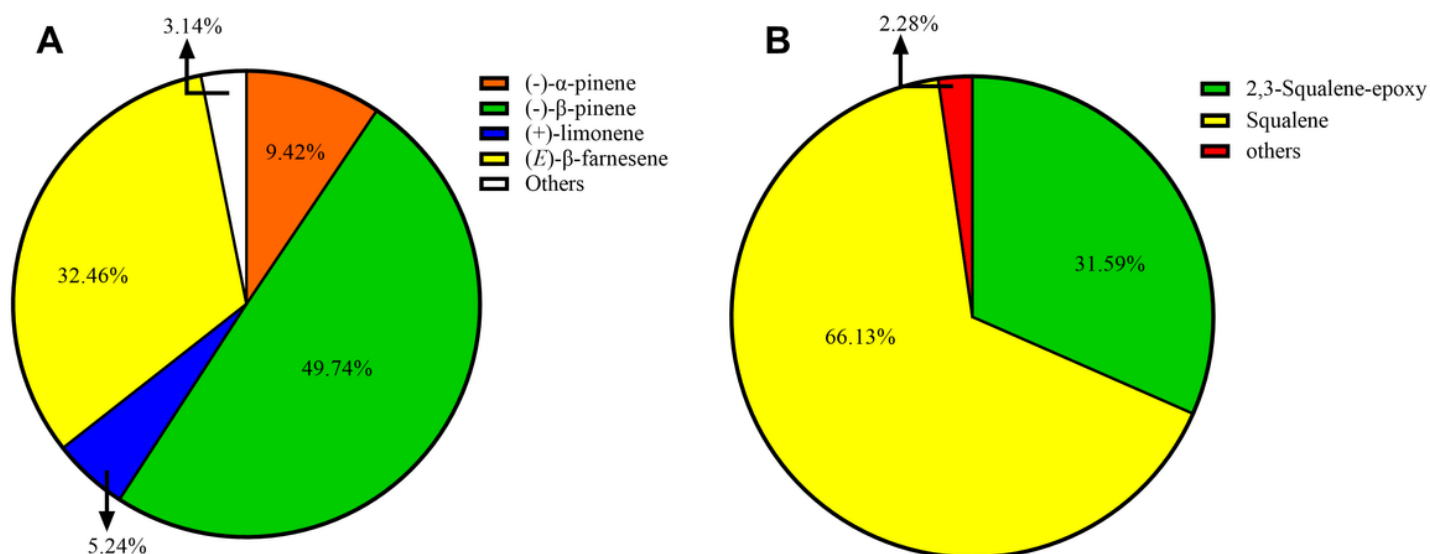 A
3.14%
(-)-α-pinene
(-)-β-pinene
(+)-limonene
(E)-β-farnesene
Others
9.42%
32.46%
49.74%
5.24%
B
2.28%
2,3-Squalene-epoxy
Squalene
others
31.59%
66.13%